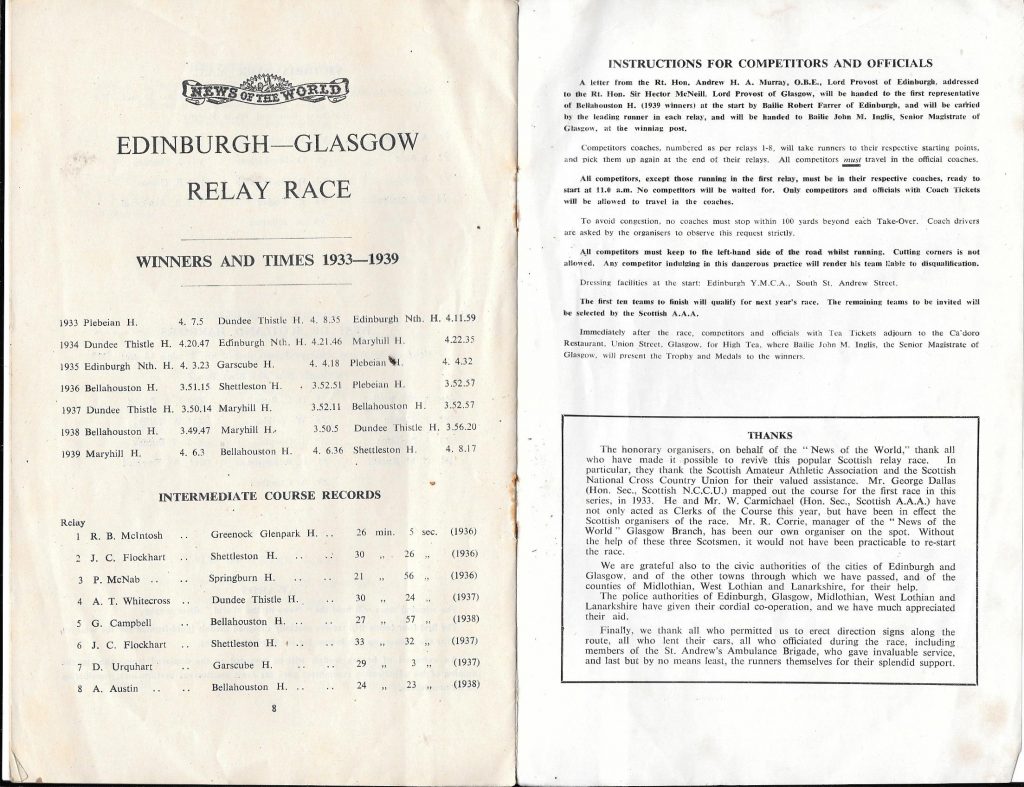 NEWS OF THE WORLD
EDINBURGH—GLASGOW
RELAY RACE
WINNERS AND TIMES 1933—1939
1933 Plebeian H. 4. 7.5 Dundee Thistle H. 4. 8.35 Edinburgh Nth. H. 4.11.59
1934 Dundee Thistle H. 4.20.47 Edinburgh Nth. H. 4.21.46 Maryhill H. 4.22.35
1935 Edinburgh Nth. H. 4. 3.23 Garscube H. 4. 4.18 Plebeian H. 4. 4.32
1936 Bellahouston H. 3.51.15 Shettleston H. 3.52.51 Plebeian H. 3.52.57
1937 Dundee Thistle H. 3.50.14 Maryhill H. 3.52.11 Bellahouston H. 3.52.57
1938 Bellahouston H. 3.49.47 Maryhill H. 3.50.5 Dundee Thistle H. 3.56.20
1939 Maryhill H. 4. 6.3 Bellahouston H. 4. 6.36 Shettleston H. 4. 8.17
INTERMEDIATE COURSE RECORDS
Relay
1 R. B. McIntosh .. Greenock Glenpark H. .. 26 min. 5 sec. (1936)
2 J. C. Flockhart .. Shettleston H. .. .. 30 „ 26 „ (1936)
3 P. McNab .. .. Springburn H. .. .. 21 „ 56 „ (1936)
4 A. T. Whitecross .. Dundee Thistle H. .. 30 „ 24 „ (1937)
5 G. Campbell .. Bellahouston H. .. .. 27 „ 57 „ (1938)
6 J. C. Flockhart .. Shettleston H. .. .. 33 „ 32 „ (1937)
7 D. Urquhart .. Garscube H. .. .. 29 „ 3 „ (1937)
8 A. Austin .. .. Bellahouston H. .. .. 24 „ 23 „ (1938)
8
INSTRUCTIONS FOR COMPETITORS AND OFFICIALS
A letter from the Rt. Hon. Andrew H. A. Murray, O.B.E., Lord Provost of Edinburgh, addressed
to the Rt. Hon. Sir Hector McNeill, Lord Provost of Glasgow, will be handed to the first representative
of Bellahouston H. (1939 winners) at the start by Bailie Robert Farrer of Edinburgh, and will be carried
by the leading runner in each relay, and will be handed to Bailie John M. Inglis, Senior Magistrate of
Glasgow, at the winning post.
Competitors coaches, numbered as per relays 1-8, will take runners to their respective starting points,
and pick them up again at the end of their relays. All competitors must travel in the official coaches.
All competitors, except those running in the first relay, must be in their respective coaches, ready to
start at 11.0 a.m. No competitors will be waited for. Only competitors and officials with Coach Tickets
will be allowed to travel in the coaches.
To avoid congestion, no coaches must stop within 100 yards beyond each Take-Over. Coach drivers
are asked by the organisers to observe this request strictly.
All competitors must keep to the left-hand side of the road whilst running. Cutting corners is not
allowed. Any competitor indulging in this dangerous practice will render his team liable to disqualification.
Dressing facilities at the start: Edinburgh Y.M.C.A., South St. Andrew Street.
The first ten teams to finish will qualify for next year's race. The remaining teams to be invited will
be selected by the Scottish A.A.A.
Immediately after the race, competitors and officials with Tea Tickets adjourn to the Ca'doro
Restaurant, Union Street, Glasgow, for High Tea, where Bailie John M. Inglis, the Senior Magistrate of
Glasgow, will present the Trophy and Medals to the winners.
THANKS
The honorary organisers, on behalf of the "News of the World," thank all
who have made it possible to revive this popular Scottish relay race. In
particular, they thank the Scottish Amateur Athletic Association and the Scottish
National Cross Country Union for their valued assistance. Mr. George Dallas
(Hon. Sec., Scottish N.C.C.U.) mapped out the course for the first race in this
series, in 1933. He and Mr. W. Carmichael (Hon. Sec., Scottish A.A.A.) have
not only acted as Clerks of the Course this year, but have been in effect the
Scottish organisers of the race. Mr. R. Corrie, manager of the "News of the
World" Glasgow Branch, has been our own organiser on the spot. Without
the help of these three Scotsmen, it would not have been practicable to re-start
the race.
We are grateful also to the civic authorities of the cities of Edinburgh and
Glasgow, and of the other towns through which we have passed, and of the
counties of Midlothian, West Lothian and Lanarkshire, for their help.
The police authorities of Edinburgh, Glasgow, Midlothian, West Lothian and
Lanarkshire have given their cordial co-operation, and we have much appreciated
their aid.
Finally, we thank all who permitted us to erect direction signs along the
route, all who lent their cars, all who officiated during the race, including
members of the St. Andrew's Ambulance Brigade, who gave invaluable service,
and last but by no means least, the runners themselves for their splendid support.